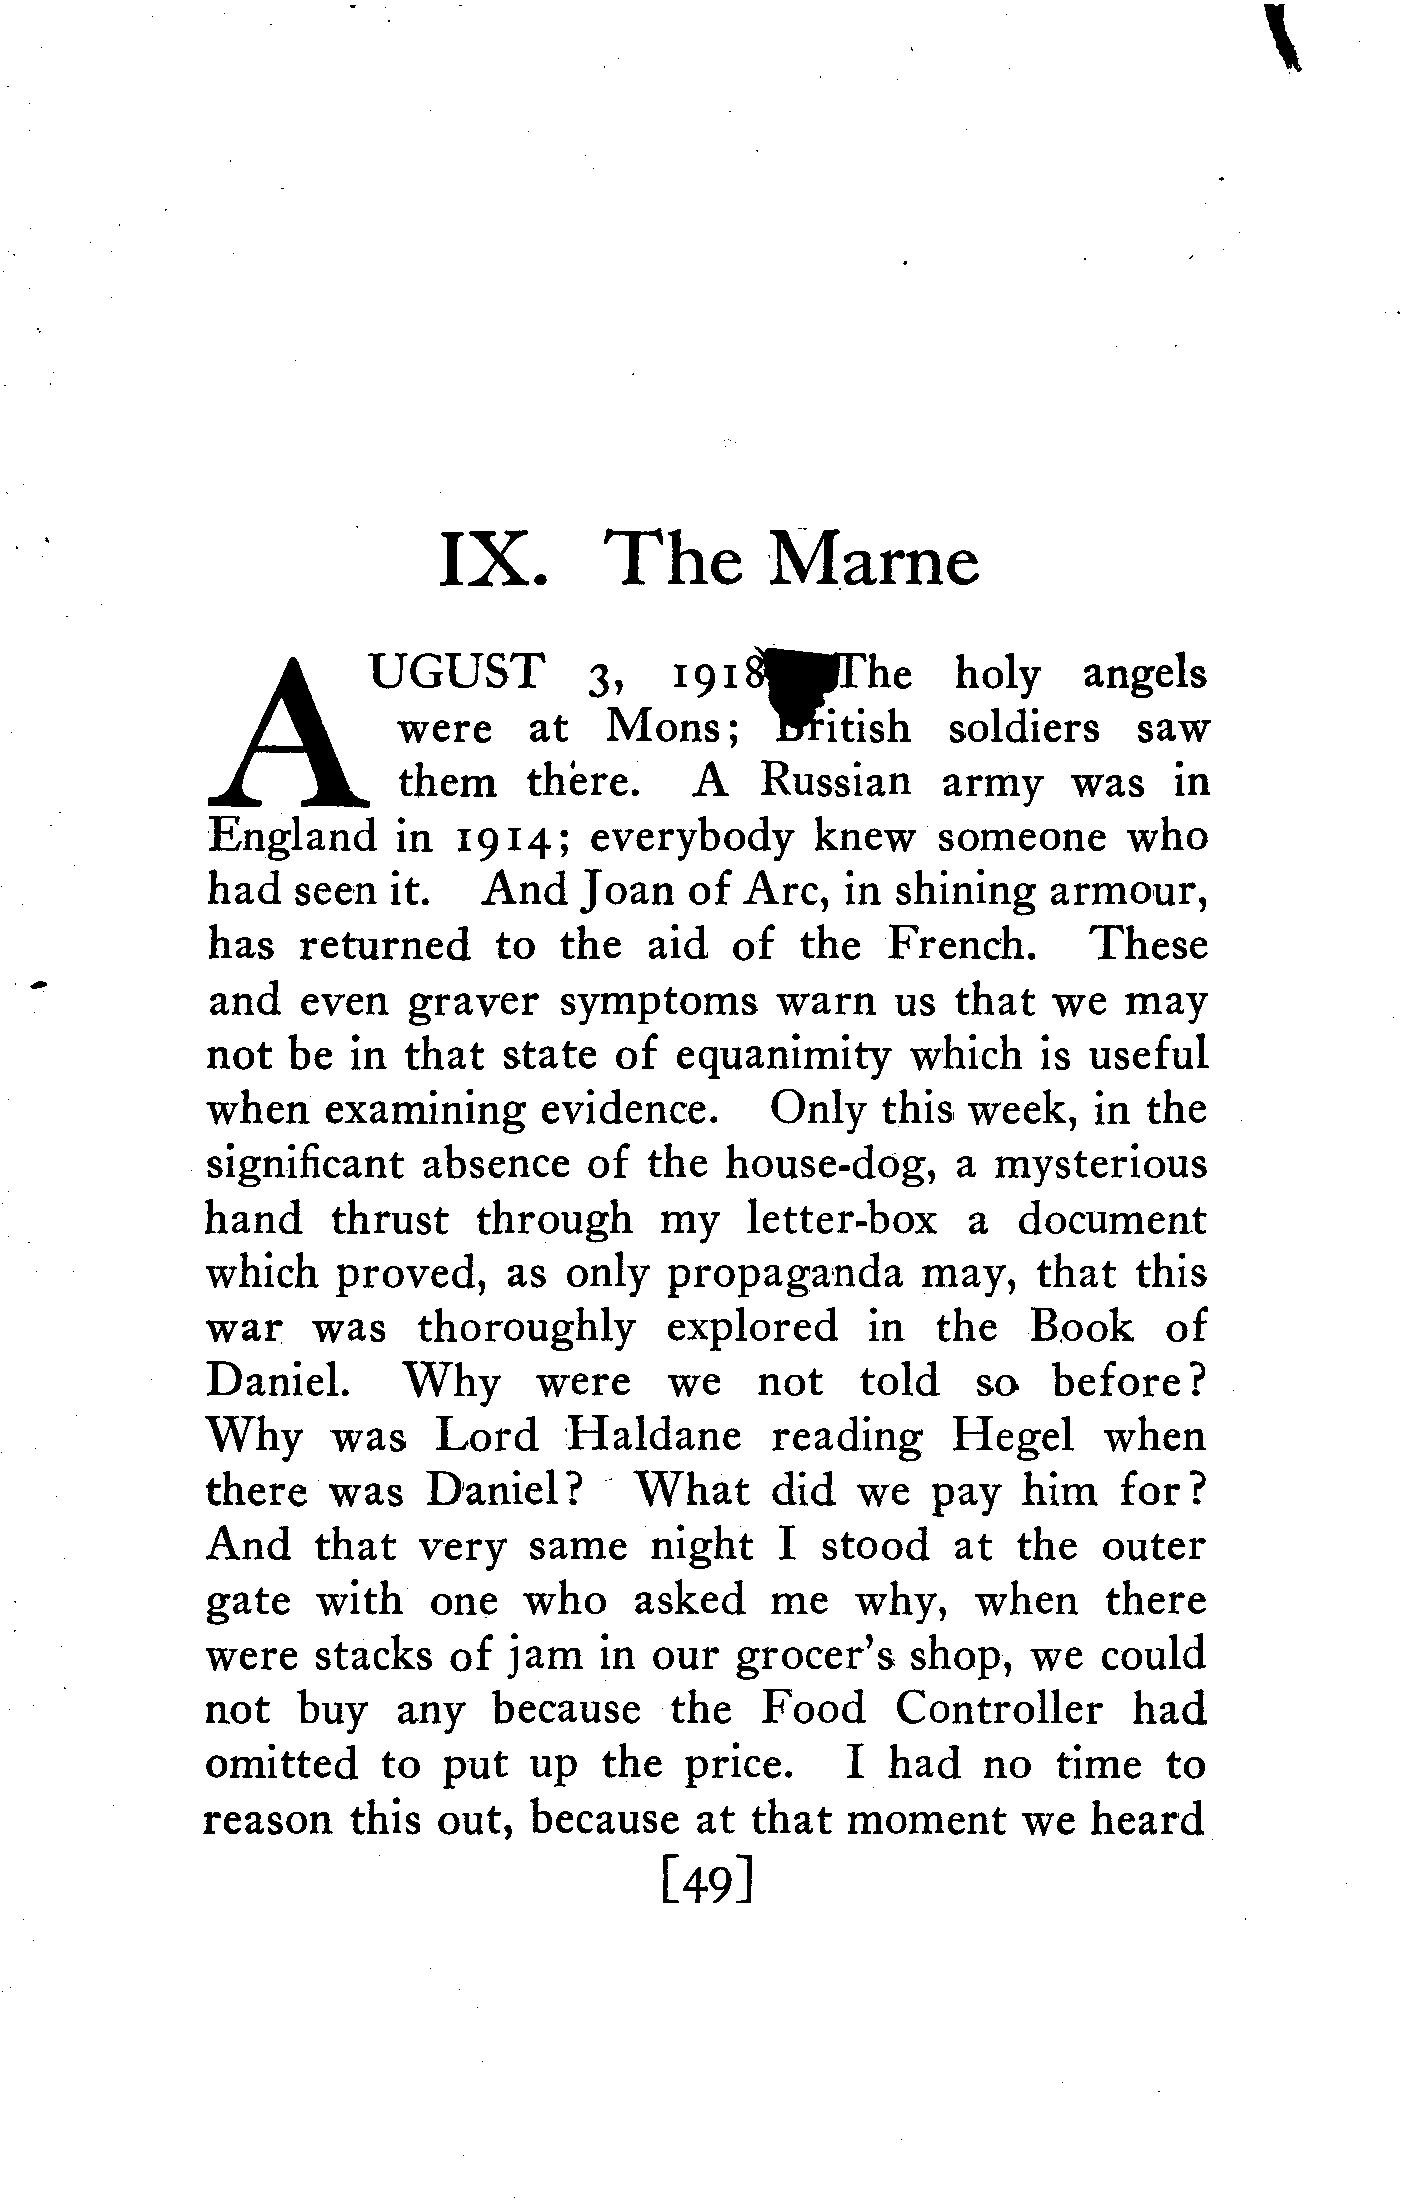 IX. The Marne
AUGUST 3, 1918 The holy angels
were at Mons; British soldiers saw
them there. A Russian army was in
England in 1914; everybody knew someone who
had seen it. And Joan of Arc, in shining armour,
has returned to the aid of the French. These
and even graver symptoms warn us that we may
not be in that state of equanimity which is useful
when examining evidence. Only this week, in the
significant absence of the house-dog, a mysterious
hand thrust through my letter-box a document
which proved, as only propaganda may, that this
war was thoroughly explored in the Book of
Daniel. Why were we not told so before?
Why was Lord Haldane reading Hegel when
there was Daniel? What did we pay him for?
And that very same night I stood at the outer
gate with one who asked me why, when there
were stacks of jam in our grocer's shop, we could
not buy any because the Food Controller had
omitted to put up the price. I had no time to
reason this out, because at that moment we heard
[49]